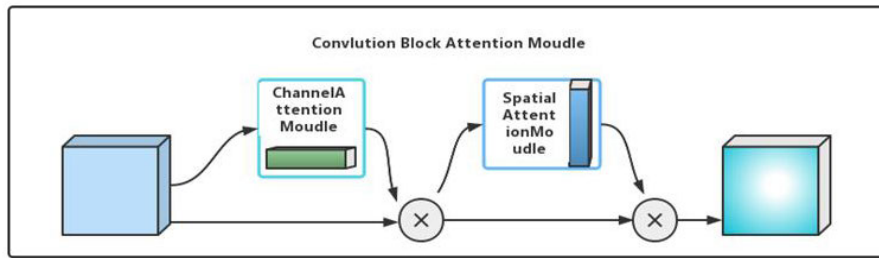 Convlution Block Attention Moudle
ChannelA
ttention
Moudle
Spatial
Attent
ionMo
udle